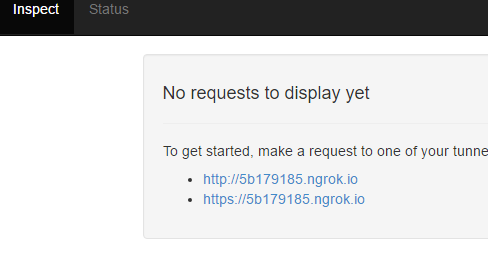 Inspect Status
No requests to display yet
To get started, make a request to one of your
http://5b179185.ngrok.io
https://5b179185.ngrok.io